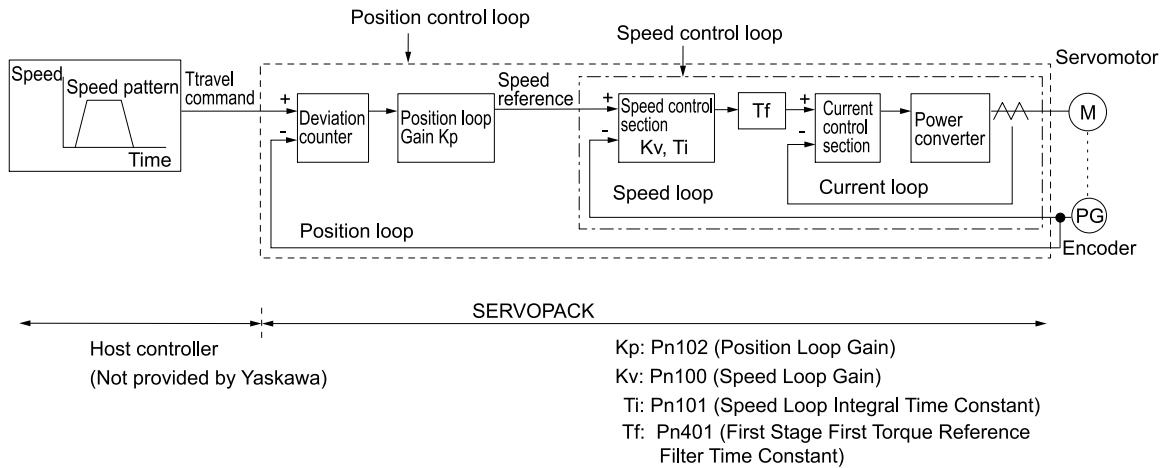 Position control loop
Speed control loop
Servomotor
Speed
Speed pattern
Time
Ttravel
command
+
-
Deviation
counter
Position loop
Gain Kp
Speed
reference
+
-
Speed control
section
Kv, Ti
Tf
+
-
Current
control
section
Power
converter
M
Speed loop
Current loop
Position loop
PG
Encoder
SERVOPACK
Host controller
(Not provided by Yaskawa)
Kp: Pn102 (Position Loop Gain)
Kv: Pn100 (Speed Loop Gain)
Ti: Pn101 (Speed Loop Integral Time Constant)
Tf: Pn401 (First Stage First Torque Reference
Filter Time Constant)